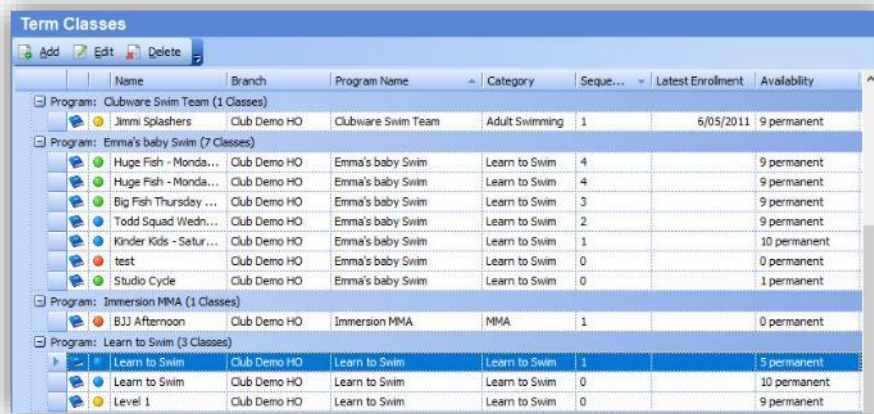 Term Classes
Add Edit Delete
Name Branch Program Name Category Seque... Latest Enrollment Availability
Program: Clubware Swim Team (1 Classes)
Jimmi Splashers Club Demo HO Clubware Swim Team Adult Swimming 1 6/05/2011 9 permanent
Program: Emma's baby Swim (7 Classes)
Huge Fish - Monda... Club Demo HO Emma's baby Swim Learn to Swim 4 9 permanent
Huge Fish - Monda... Club Demo HO Emma's baby Swim Learn to Swim 4 9 permanent
Big Fish Thursday ... Club Demo HO Emma's baby Swim Learn to Swim 3 9 permanent
Todd Squad Wedn... Club Demo HO Emma's baby Swim Learn to Swim 2 9 permanent
Kinder Kids - Satur... Club Demo HO Emma's baby Swim Learn to Swim 1 10 permanent
test Club Demo HO Emma's baby Swim Learn to Swim 0 0 permanent
Studio Cycle Club Demo HO Emma's baby Swim Learn to Swim 0 1 permanent
Program: Immersion MMA (1 Classes)
BJJ Afternoon Club Demo HO Immersion MMA MMA 1 0 permanent
Program: Learn to Swim (3 Classes)
Learn to Swim Club Demo HO Learn to Swim Learn to Swim 1 5 permanent
Learn to Swim Club Demo HO Learn to Swim Learn to Swim 0 10 permanent
Level 1 Club Demo HO Learn to Swim Learn to Swim 0 9 permanent